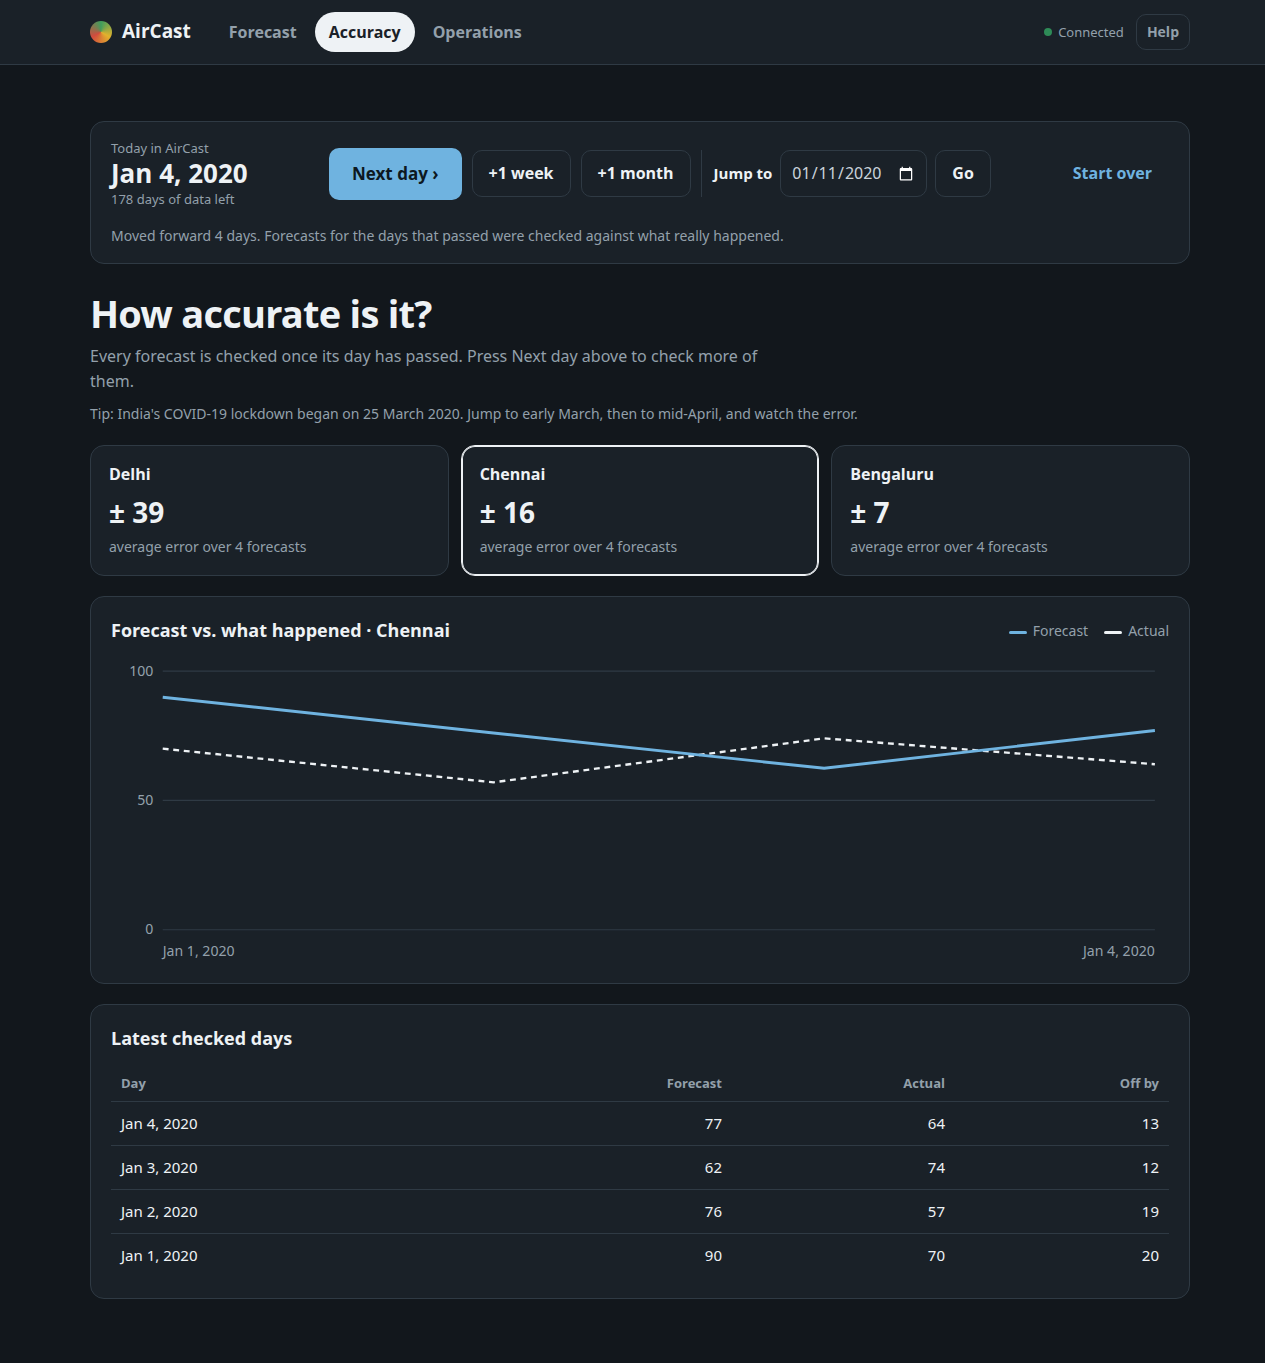 AirCast Forecast Accuracy Operations Connected Help
Today in AirCast
Jan 4, 2020
178 days of data left
Next day › +1 week +1 month Jump to 01/11/2020 Go Start over
Moved forward 4 days. Forecasts for the days that passed were checked against what really happened.
How accurate is it?
Every forecast is checked once its day has passed. Press Next day above to check more of
them.
Tip: India's COVID-19 lockdown began on 25 March 2020. Jump to early March, then to mid-April, and watch the error.
Delhi
± 39
average error over 4 forecasts
Chennai
± 16
average error over 4 forecasts
Bengaluru
± 7
average error over 4 forecasts
Forecast vs. what happened · Chennai Forecast Actual
100
50
0
Jan 1, 2020 Jan 4, 2020
Latest checked days
Day Forecast Actual Off by
Jan 4, 2020 77 64 13
Jan 3, 2020 62 74 12
Jan 2, 2020 76 57 19
Jan 1, 2020 90 70 20